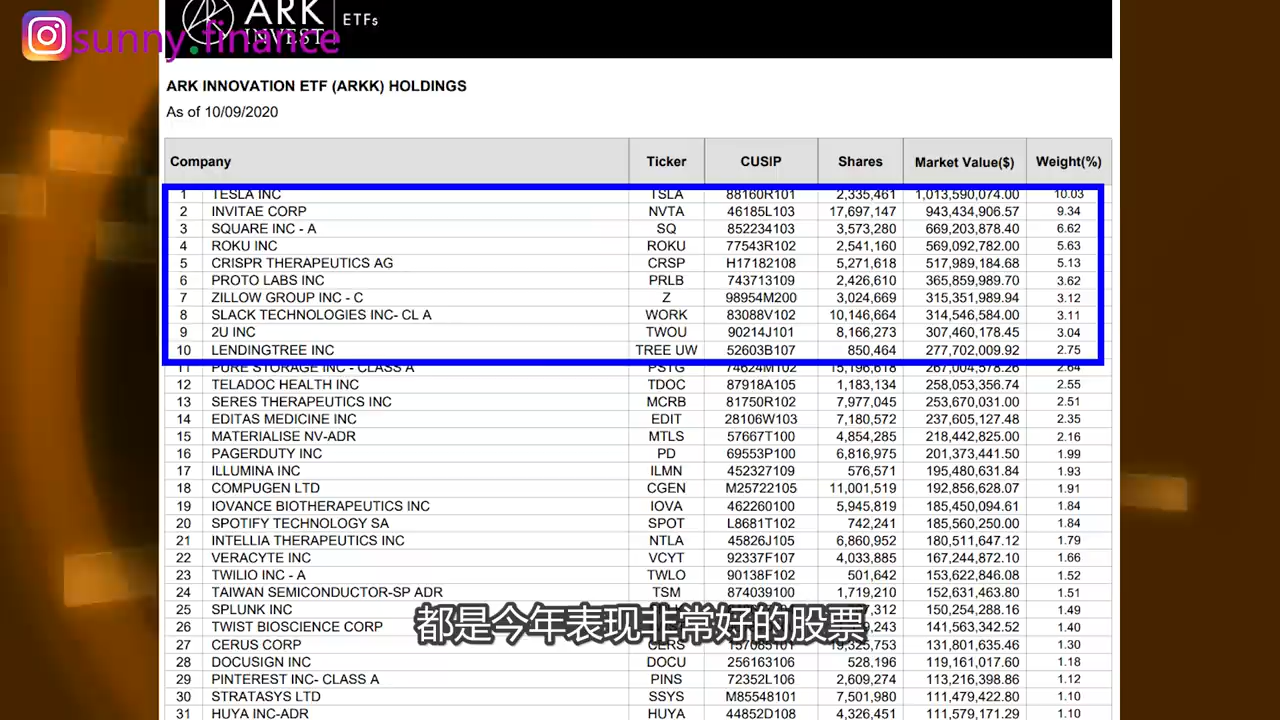 ARK
INVEST
ETFs
sunny.finance
ARK INNOVATION ETF (ARKK) HOLDINGS
As of 10/09/2020
Company Ticker CUSIP Shares Market Value($) Weight(%)
1 TESLA INC TSLA 88160R101 2,335,461 1,013,590,074.00 10.03
2 INVITAE CORP NVTA 46185L103 17,697,147 943,434,906.57 9.34
3 SQUARE INC - A SQ 852234103 3,573,280 669,203,878.40 6.62
4 ROKU INC ROKU 77543R102 2,541,160 569,092,782.00 5.63
5 CRISPR THERAPEUTICS AG CRSP H17182108 5,271,618 517,989,184.68 5.13
6 PROTO LABS INC PRLB 743713109 2,426,610 365,859,989.70 3.62
7 ZILLOW GROUP INC - C Z 98954M200 3,024,669 315,351,989.94 3.12
8 SLACK TECHNOLOGIES INC- CL A WORK 83088V102 10,146,664 314,546,584.00 3.11
9 2U INC TWOU 90214J101 8,166,273 307,460,178.45 3.04
10 LENDINGTREE INC TREE UW 52603B107 850,464 277,702,009.92 2.75
11 PURE STORAGE INC - CLASS A PSTG 74624M102 15,196,618 267,004,578.26 2.64
12 TELADOC HEALTH INC TDOC 87918A105 1,183,134 258,053,356.74 2.55
13 SERES THERAPEUTICS INC MCRB 81750R102 7,977,045 253,670,031.00 2.51
14 EDITAS MEDICINE INC EDIT 28106W103 7,180,572 237,605,127.48 2.35
15 MATERIALISE NV-ADR MTLS 57667T100 4,854,285 218,442,825.00 2.16
16 PAGERDUTY INC PD 69553P100 6,816,975 201,373,441.50 1.99
17 ILLUMINA INC ILMN 452327109 576,571 195,480,631.84 1.93
18 COMPUGEN LTD CGEN M25722105 11,001,519 192,856,628.07 1.91
19 IOVANCE BIOTHERAPEUTICS INC IOVA 462260100 5,945,819 185,450,094.61 1.84
20 SPOTIFY TECHNOLOGY SA SPOT L8681T102 742,241 185,560,250.00 1.84
21 INTELLIA THERAPEUTICS INC NTLA 45826J105 6,860,952 180,511,647.12 1.79
22 VERACYTE INC VCYT 92337F107 4,033,885 167,244,872.10 1.66
23 TWILIO INC - A TWLO 90138F102 501,642 153,622,846.08 1.52
24 TAIWAN SEMICONDUCTOR-SP ADR TSM 874039100 1,719,210 152,631,463.80 1.51
25 SPLUNK INC 150,254,288.16 1.49
26 TWIST BIOSCIENCE CORP 141,563,342.52 1.40
都是今年表现非常好的股票
27 CERUS CORP CERS 19,325,753 131,801,635.46 1.30
28 DOCUSIGN INC DOCU 256163106 528,196 119,161,017.60 1.18
29 PINTEREST INC- CLASS A PINS 72352L106 2,609,274 113,216,398.86 1.12
30 STRATASYS LTD SSYS M85548101 7,501,980 111,479,422.80 1.10
31 HUYA INC-ADR HUYA 44852D108 4,326,451 111,579,171.29 1.10